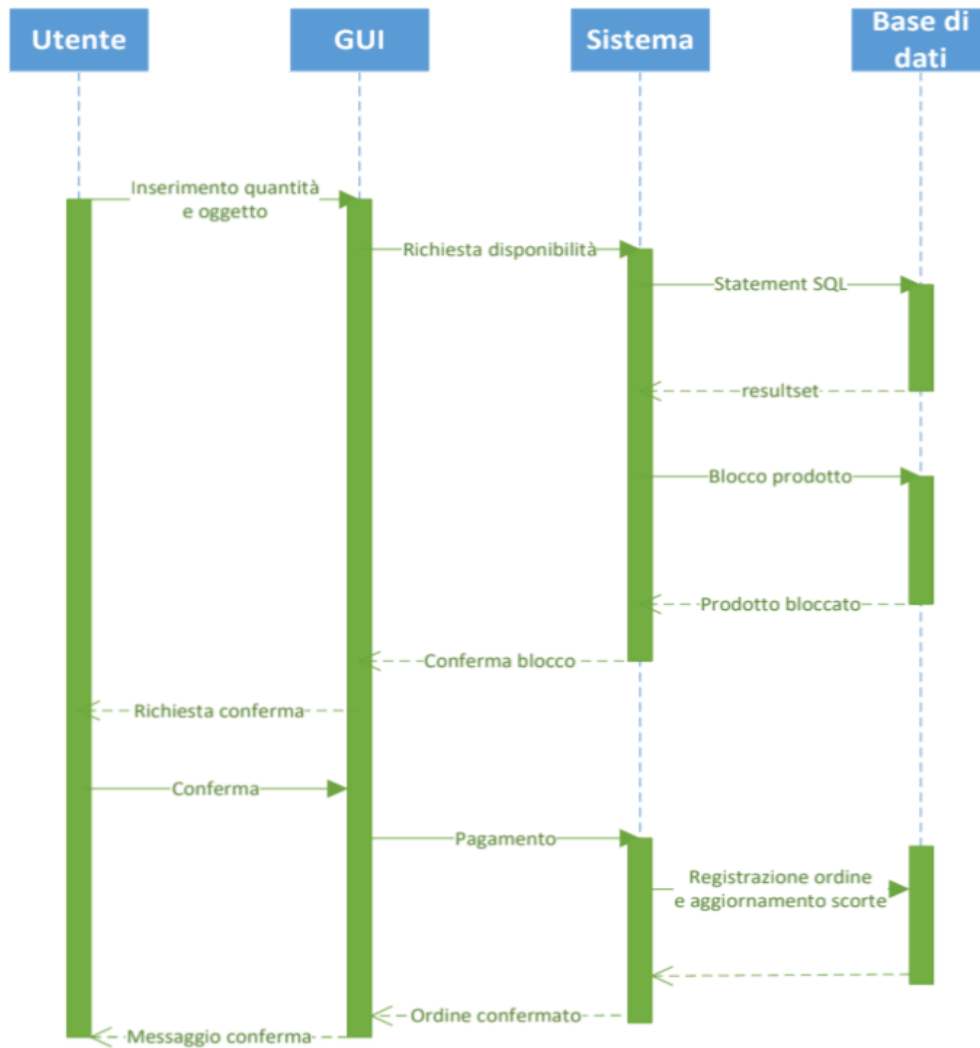 Utente
GUI
Sistema
Base di
dati
Inserimento quantità
e oggetto
Richiesta disponibilità
Statement SQL
resultset
Blocco prodotto
Prodotto bloccato
Conferma blocco
Richiesta conferma
Conferma
Pagamento
Registrazione ordine
e aggiornamento scorte
Ordine confermato
Messaggio conferma